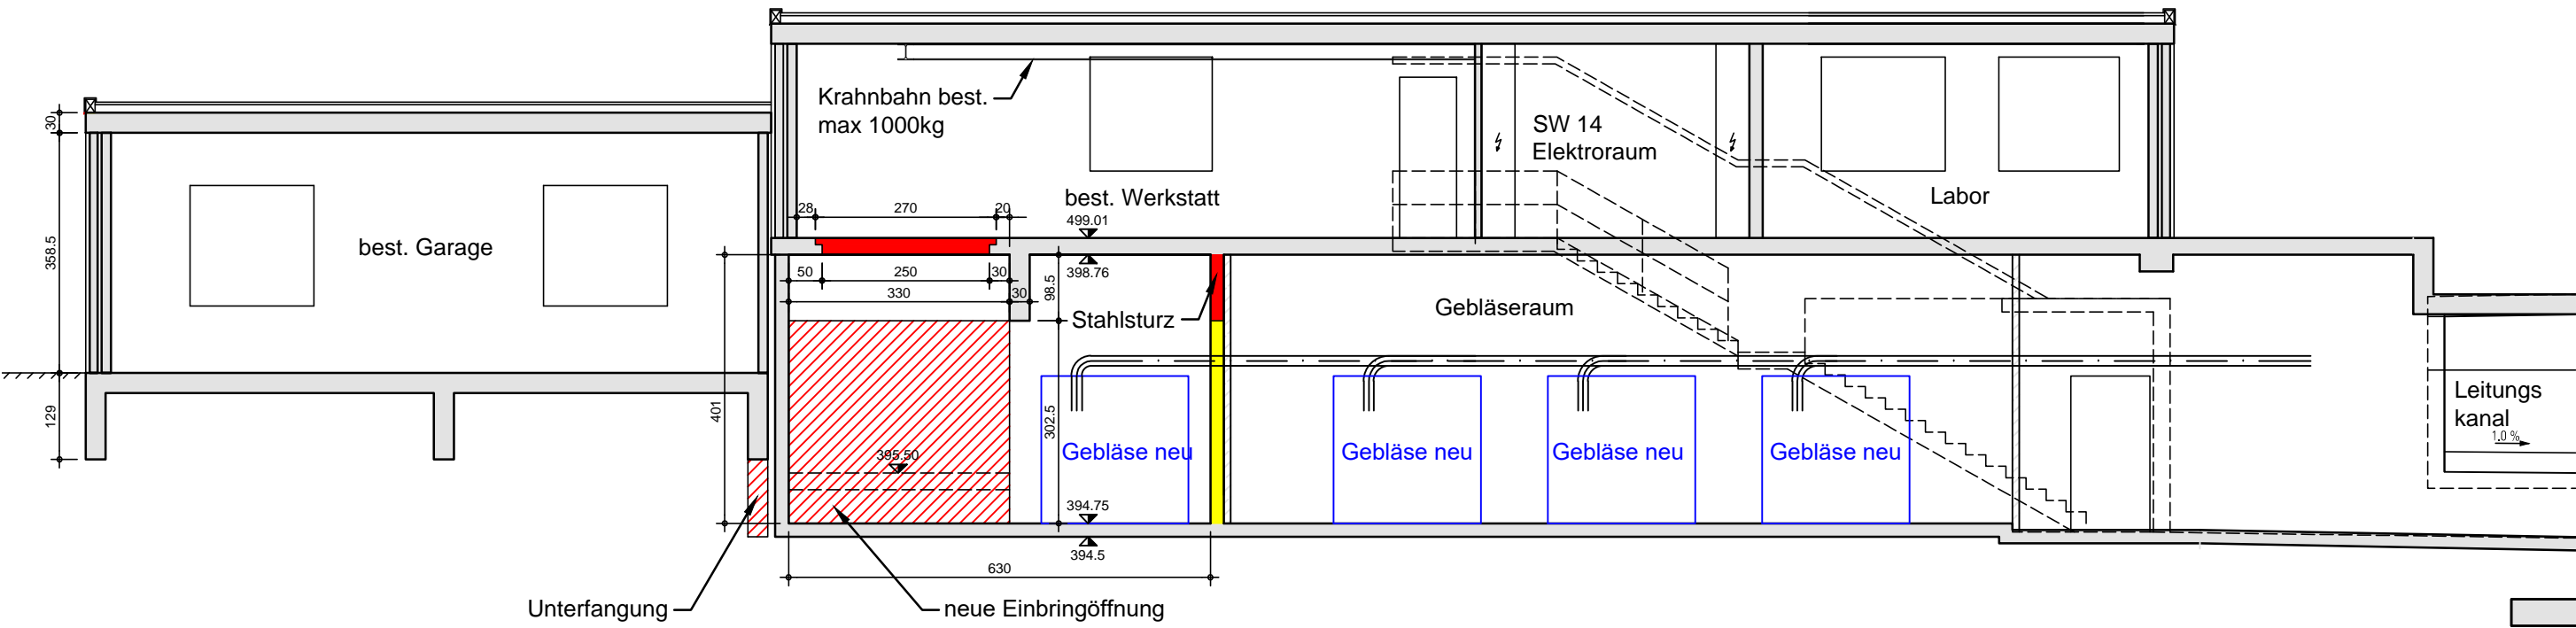 Krahnbahn best.
max 1000kg
SW 14
Elektroraum
best. Werkstatt
Labor
best. Garage
30
358.5
129
28
270
20
499.01
398.76
50
250
30
330
30
98.5
Stahlsturz
Gebläseraum
401
302.5
395.50
Gebläse neu
Gebläse neu
Gebläse neu
Gebläse neu
Leitungs
kanal
1.0 %
394.75
394.5
630
Unterfangung
neue Einbringöffnung